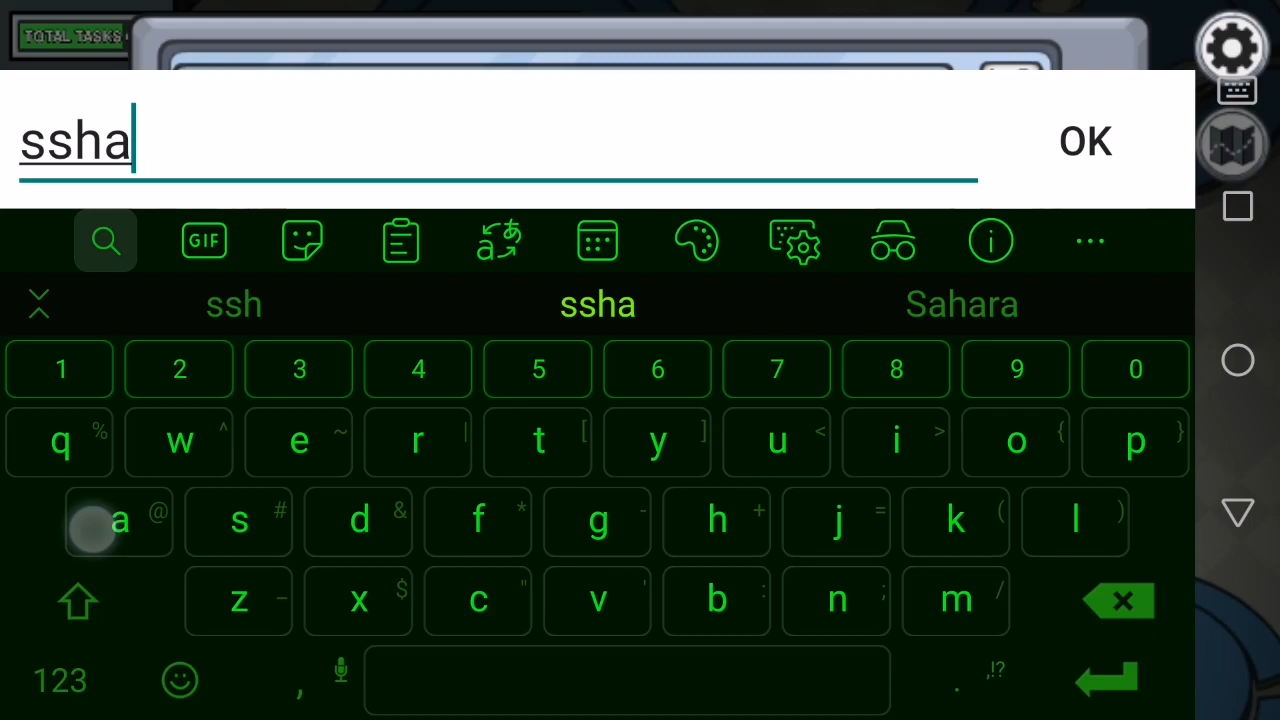 TOTAL TASKS
ssha
OK
GIF
ssh ssha Sahara
1 2 3 4 5 6 7 8 9 0
q % w ^ e ~ r | t [ y ] u < i > o { p }
a @ s # d & f * g - h + j = k ( l )
z _ x $ c " v ' b : n ; m /
123 , . ,!?